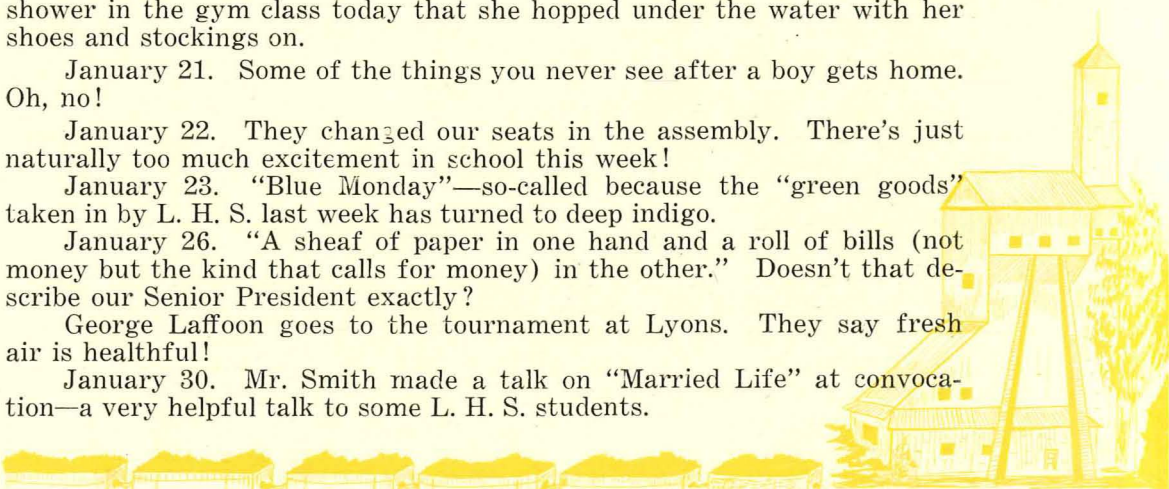 shower in the gym class today that she hopped under the water with her
shoes and stockings on.
January 21. Some of the things you never see after a boy gets home.
Oh, no!
January 22. They changed our seats in the assembly. There's just
naturally too much excitement in school this week!
January 23. "Blue Monday"—so-called because the "green goods"
taken in by L. H. S. last week has turned to deep indigo.
January 26. "A sheaf of paper in one hand and a roll of bills (not
money but the kind that calls for money) in the other." Doesn't that de-
scribe our Senior President exactly?
George Laffoon goes to the tournament at Lyons. They say fresh
air is healthful!
January 30. Mr. Smith made a talk on "Married Life" at convoca-
tion—a very helpful talk to some L. H. S. students.